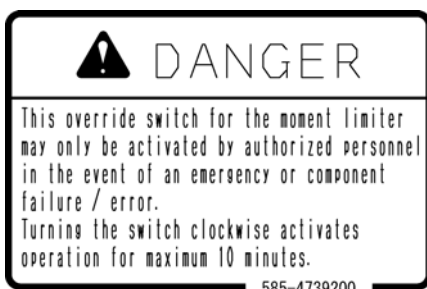 DANGER
This override switch for the moment limiter
may only be activated by authorized personnel
in the event of an emergency or component
failure / error.
Turning the switch clockwise activates
operation for maximum 10 minutes.
585-4739200